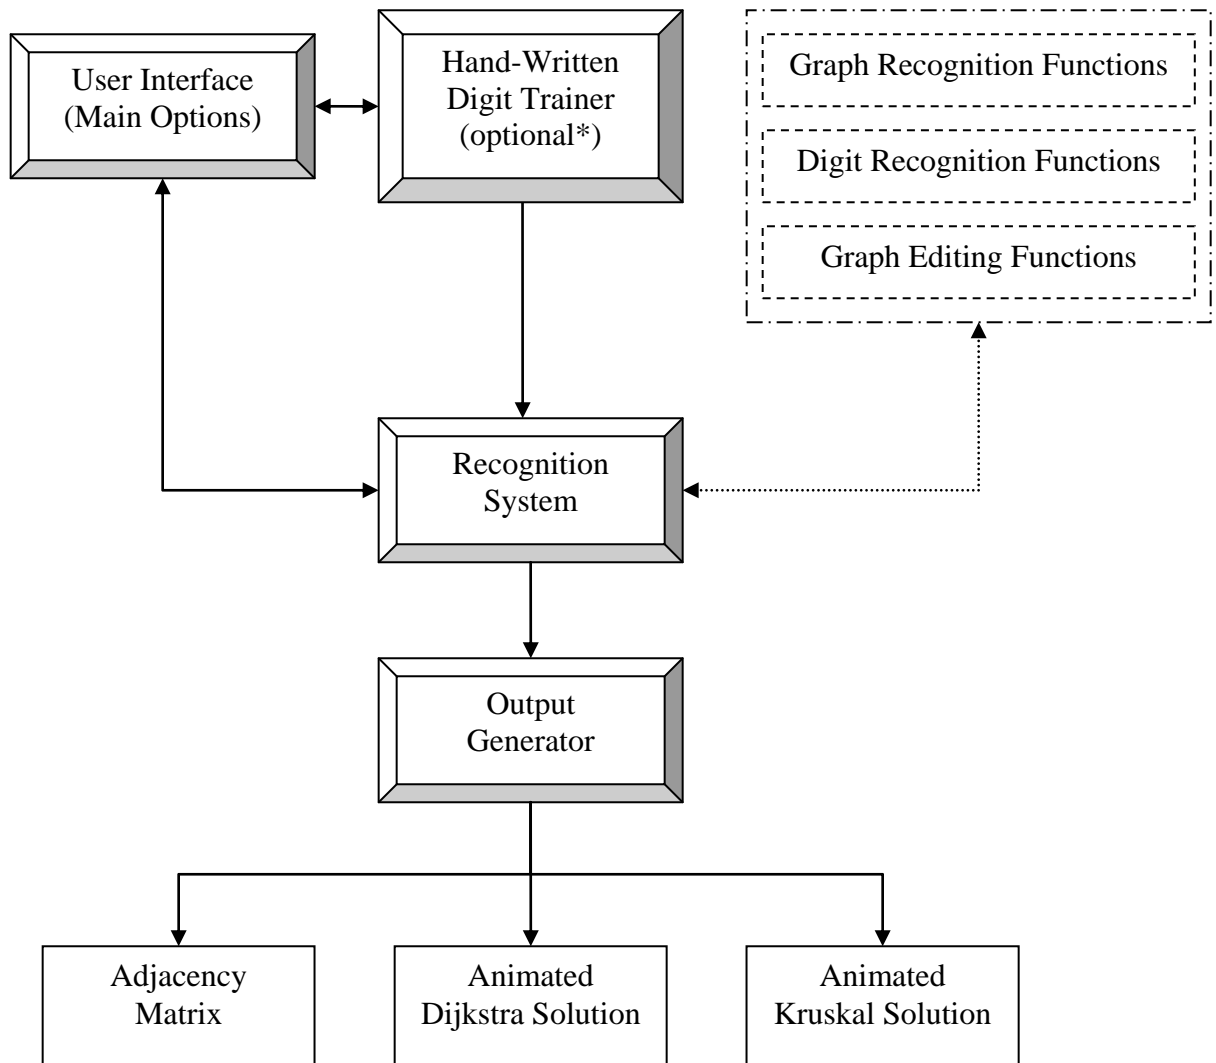 User Interface
(Main Options)
Hand-Written
Digit Trainer
(optional*)
Graph Recognition Functions
Digit Recognition Functions
Graph Editing Functions
Recognition
System
Output
Generator
Adjacency
Matrix
Animated
Dijkstra Solution
Animated
Kruskal Solution